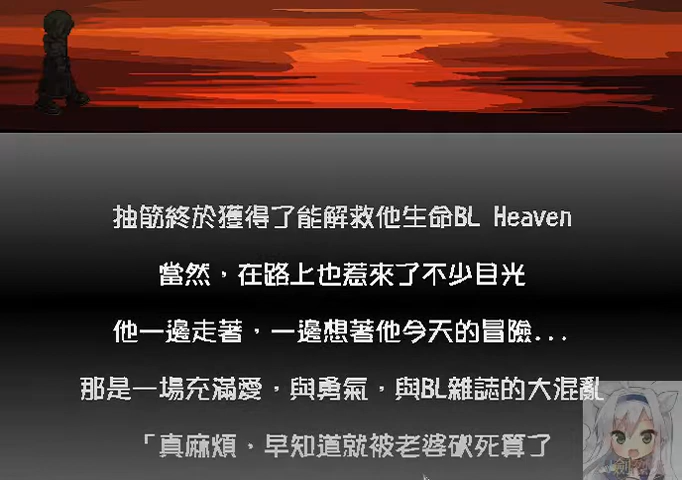 抽筋終於獲得了能解救他生命BL Heaven
當然，在路上也惹來了不少目光
他一邊走著，一邊想著他今天的冒險...
那是一場充滿愛，與勇氣，與BL雜誌的大混亂
「真麻煩，早知道就被老婆砍死算了